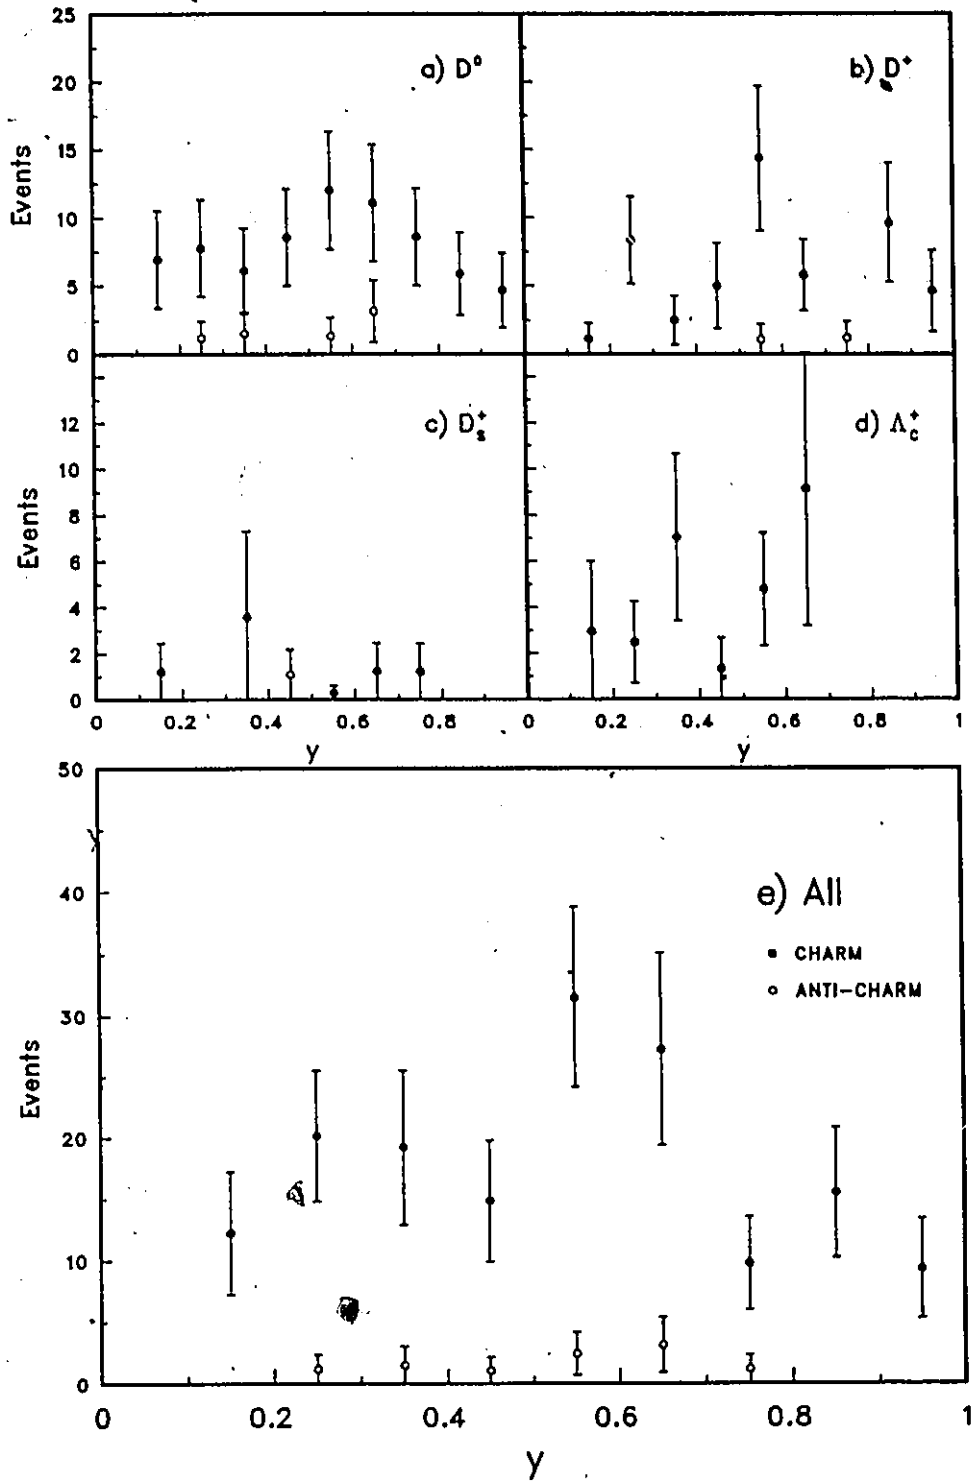 25
20
15
10
5
0
Events
a) D⁰
b) D⁺
12
10
8
6
4
2
0
Events
c) Dₛ⁺
d) Λ_c⁺
0 0.2 0.4 0.6 0.8 0 0.2 0.4 0.6 0.8 1
y y
50
40
30
20
10
0
Events
e) All
CHARM
ANTI-CHARM
0 0.2 0.4 0.6 0.8 1
y